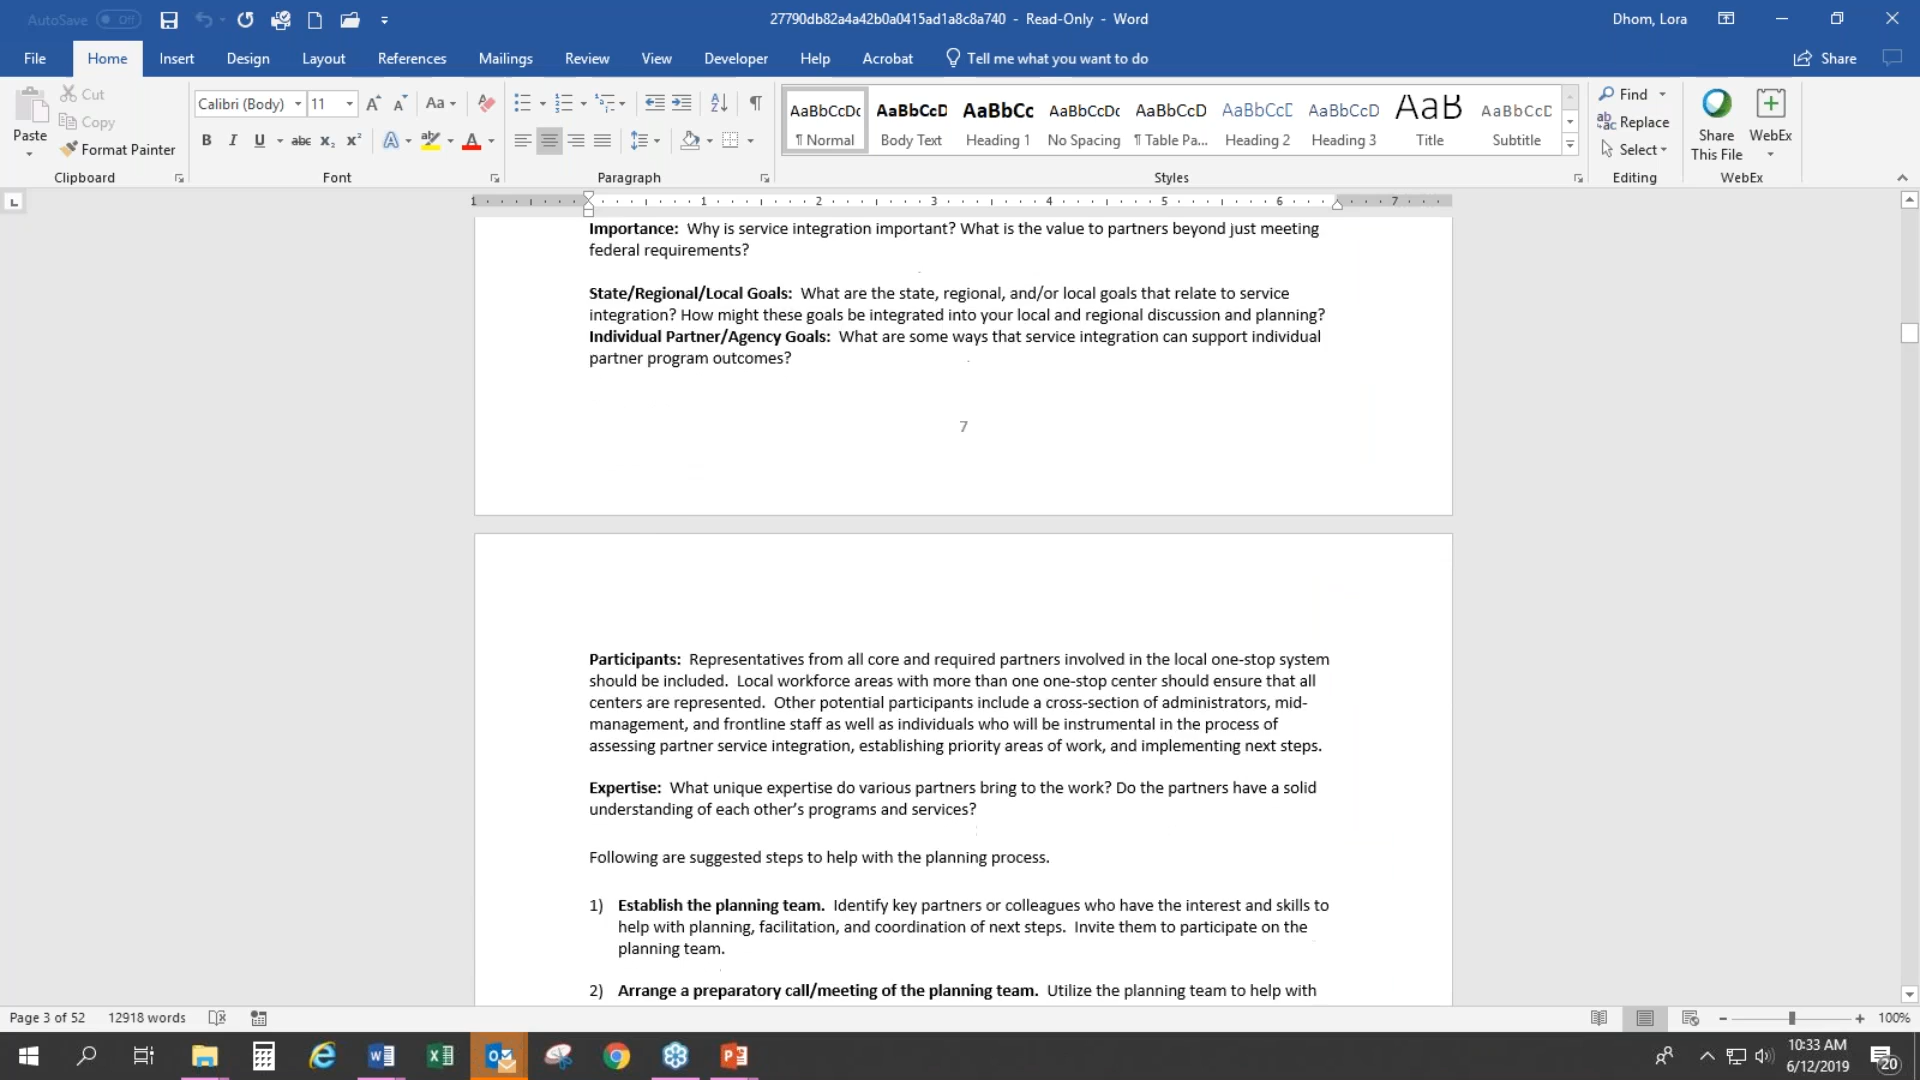 AutoSave Off
27790db82a4a42b0a0415ad1a8c8a740 - Read-Only - Word
Dhom, Lora
File Home Insert Design Layout References Mailings Review View Developer Help Acrobat Tell me what you want to do Share
Paste
Cut
Copy
Format Painter
Clipboard
Calibri (Body) 11
Font
Paragraph
AaBbCcDc AaBbCcD AaBbCc AaBbCcDc AaBbCcD AaBbCcD AaBbCcD AaB AaBbCcD
¶ Normal Body Text Heading 1 No Spacing ¶ Table Pa... Heading 2 Heading 3 Title Subtitle
Styles
Find
Replace
Select
Editing
Share This File
WebEx
WebEx
1 1 2 3 4 5 6 7
Importance: Why is service integration important? What is the value to partners beyond just meeting
federal requirements?
State/Regional/Local Goals: What are the state, regional, and/or local goals that relate to service
integration? How might these goals be integrated into your local and regional discussion and planning?
Individual Partner/Agency Goals: What are some ways that service integration can support individual
partner program outcomes?
7
Participants: Representatives from all core and required partners involved in the local one-stop system
should be included. Local workforce areas with more than one one-stop center should ensure that all
centers are represented. Other potential participants include a cross-section of administrators, mid-
management, and frontline staff as well as individuals who will be instrumental in the process of
assessing partner service integration, establishing priority areas of work, and implementing next steps.
Expertise: What unique expertise do various partners bring to the work? Do the partners have a solid
understanding of each other’s programs and services?
Following are suggested steps to help with the planning process.
1) Establish the planning team. Identify key partners or colleagues who have the interest and skills to
help with planning, facilitation, and coordination of next steps. Invite them to participate on the
planning team.
2) Arrange a preparatory call/meeting of the planning team. Utilize the planning team to help with
Page 3 of 52 12918 words
100%
10:33 AM
6/12/2019
20